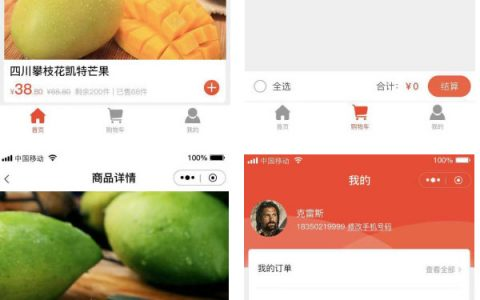 四川攀枝花凯特芒果
¥38.80 ¥68.80 剩余200件 | 已售68件
首页 购物车 我的
全选 合计: ¥0 结算
首页 购物车 我的
中国移动 100%
商品详情
中国移动 100%
我的
克雷斯
18350219999 修改手机号码
我的订单 查看全部 >